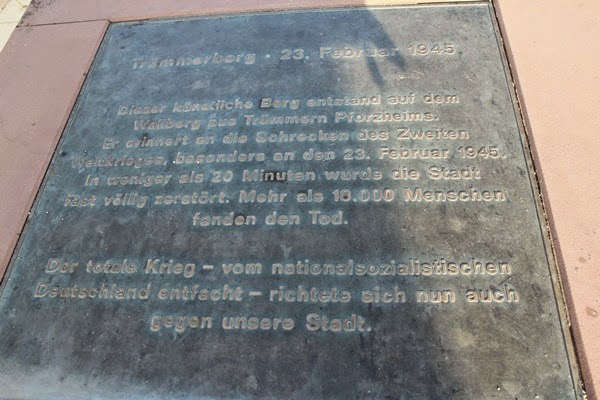 Trümmerberg · 23. Februar 1945
Dieser künstliche Berg entstand auf dem
Wallberg aus Trümmern Pforzheims.
Er erinnert an die Schrecken des Zweiten
Weltkrieges, besonders an den 23. Februar 1945.
In weniger als 20 Minuten wurde die Stadt
fast völlig zerstört. Mehr als 18.000 Menschen
fanden den Tod.
Der totale Krieg – vom nationalsozialistischen
Deutschland entfacht – richtete sich nun auch
gegen unsere Stadt.